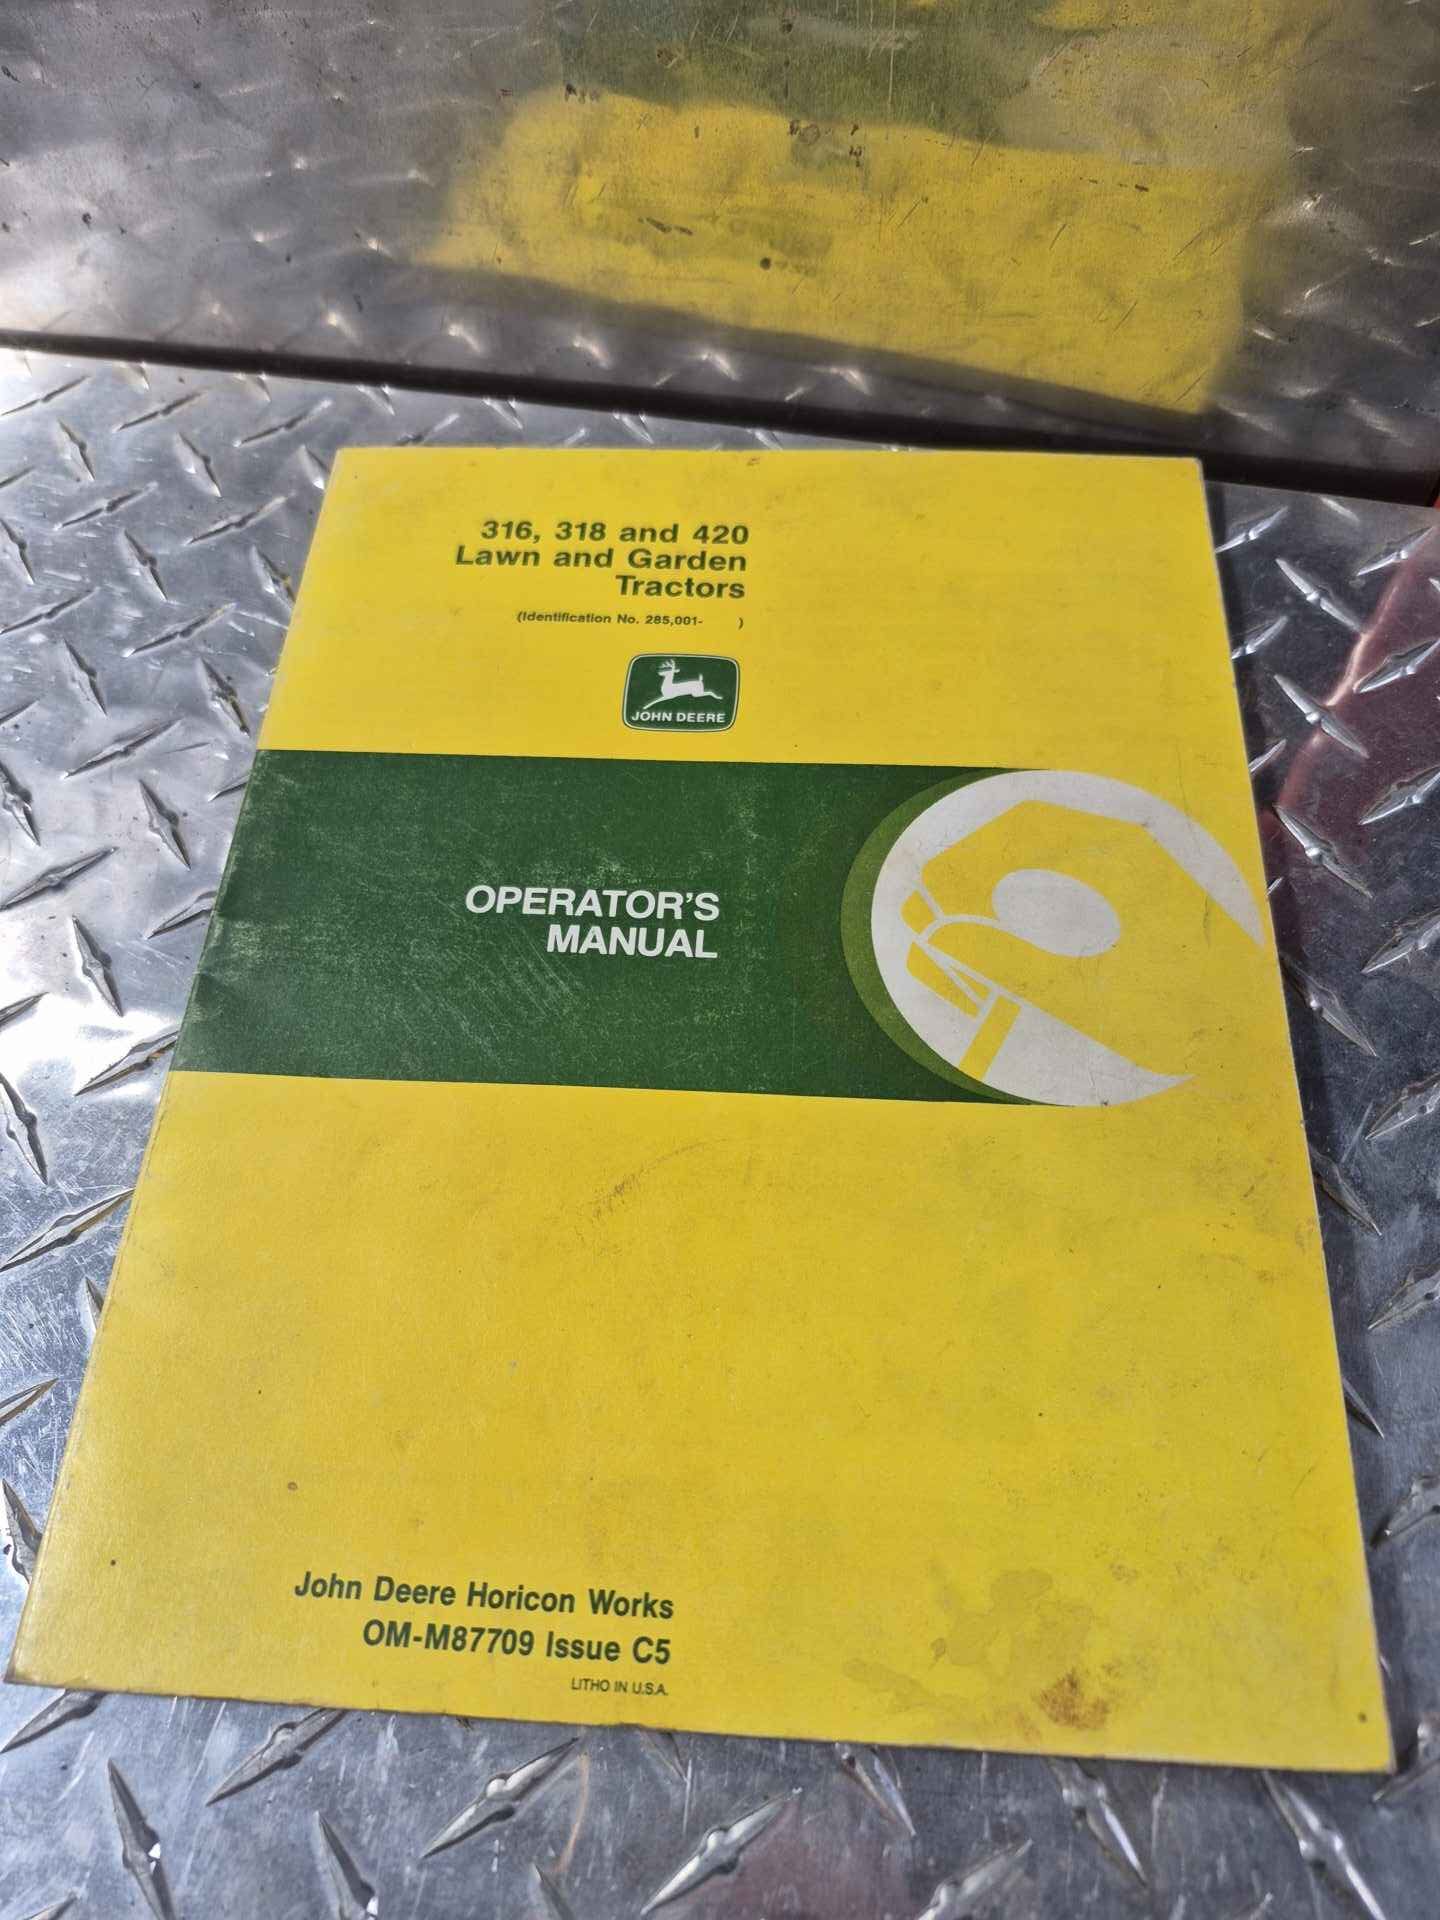 316, 318 and 420
Lawn and Garden
Tractors
(Identification No. 285,001- )
JOHN DEERE
OPERATOR'S
MANUAL
John Deere Horicon Works
OM-M87709 Issue C5
LITHO IN U.S.A.